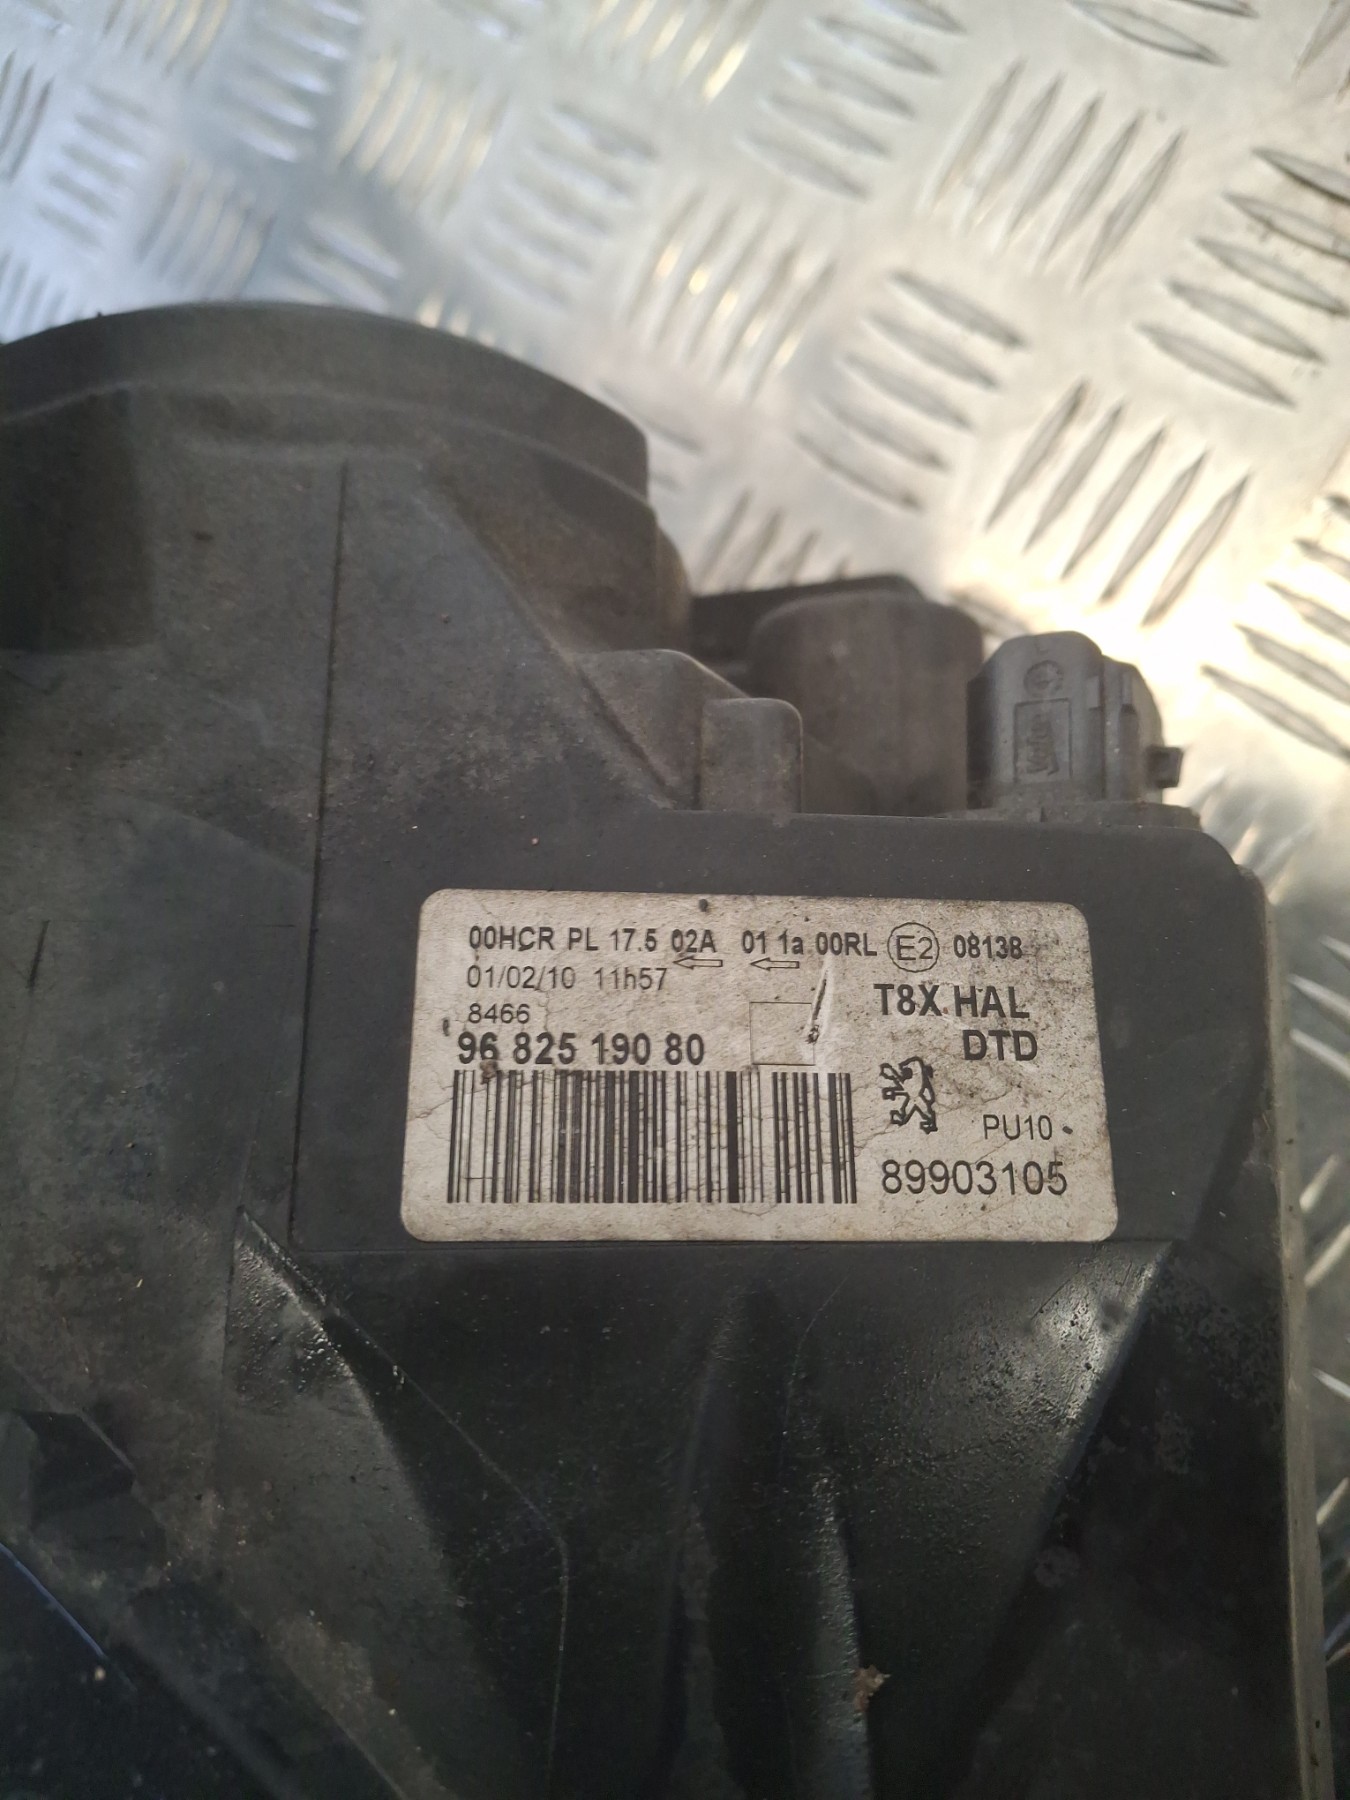 00HCR PL 17.5 02A 01 1a 00RL E2 08138
01/02/10 11h57
8466
T8X HAL
DTD
96 825 190 80
PU10
89903105
Valeo